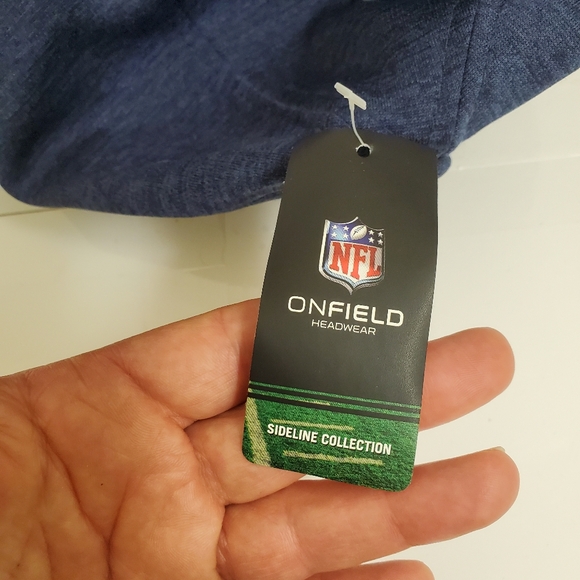 NFL
ONFIELD
HEADWEAR
SIDELINE COLLECTION